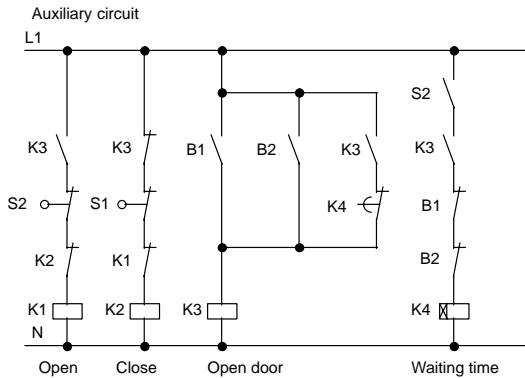 Auxiliary circuit
L1
S2
K3 K3 B1 B2 K3 K3
S2 S1 K4 B1
K2 K1 B2
K1 K2 K3 K4
N
Open Close Open door Waiting time